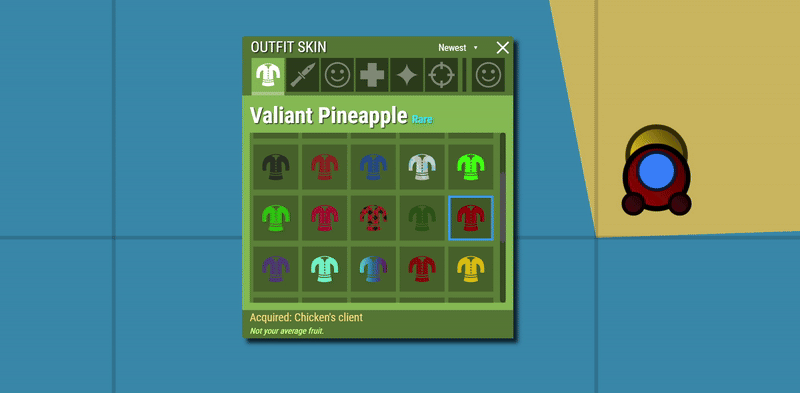 OUTFIT SKIN
Newest
Valiant Pineapple Rare
Acquired: Chicken's client
Not your average fruit.